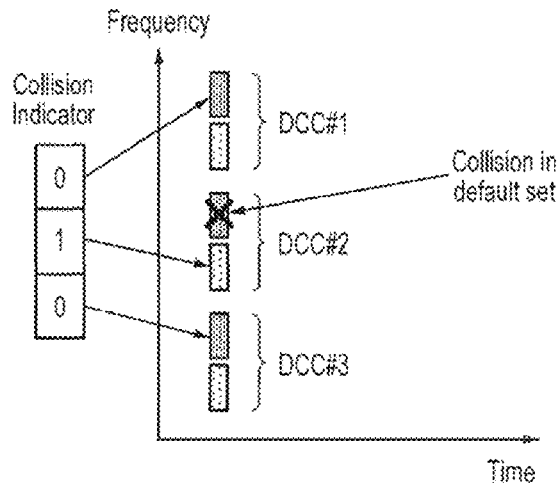 Frequency
Collision
Indicator
0
1
0
DCC#1
DCC#2
DCC#3
Collision in
default set
Time